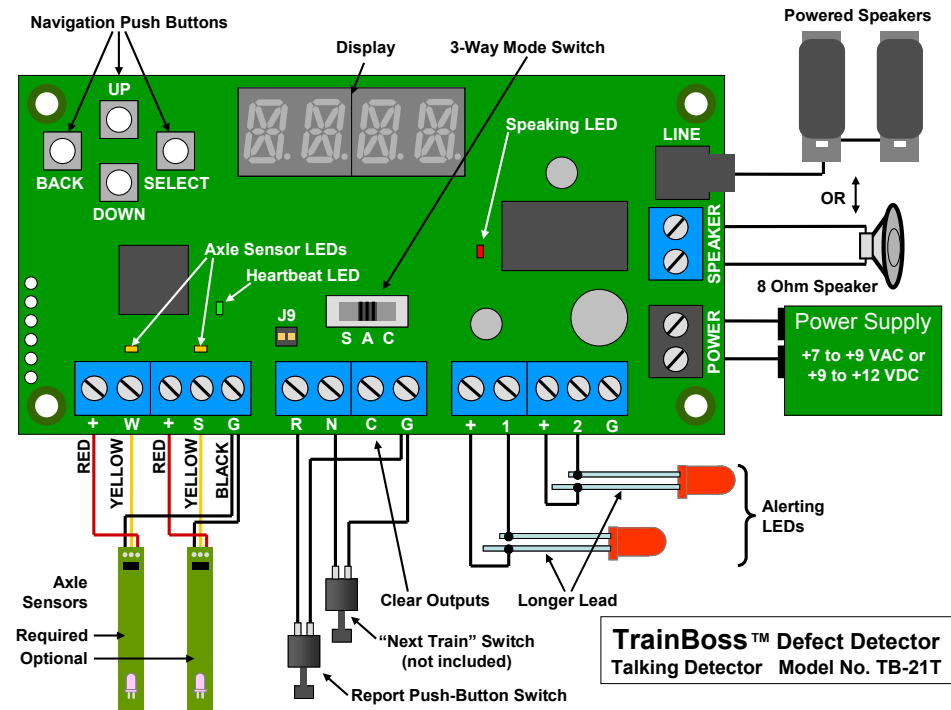 Navigation Push Buttons
Powered Speakers
Display
3-Way Mode Switch
UP
Speaking LED
LINE
BACK
SELECT
DOWN
OR
SPEAKER
Axle Sensor LEDs
Heartbeat LED
8 Ohm Speaker
J9
S A C
POWER
Power Supply
+7 to +9 VAC or
+9 to +12 VDC
+ W + S G
R N C G
+ 1 + 2 G
RED
YELLOW
RED
YELLOW
BLACK
Alerting
LEDs
Axle
Sensors
Clear Outputs
Longer Lead
Required
Optional
“Next Train” Switch
(not included)
Report Push-Button Switch
TrainBoss™ Defect Detector
Talking Detector Model No. TB-21T